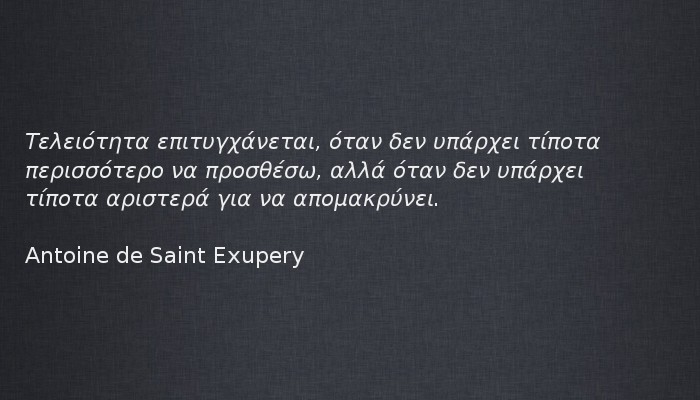 Τελειότητα επιτυγχάνεται, όταν δεν υπάρχει τίποτα
περισσότερο να προσθέσω, αλλά όταν δεν υπάρχει
τίποτα αριστερά για να απομακρύνει.
Antoine de Saint Exupery